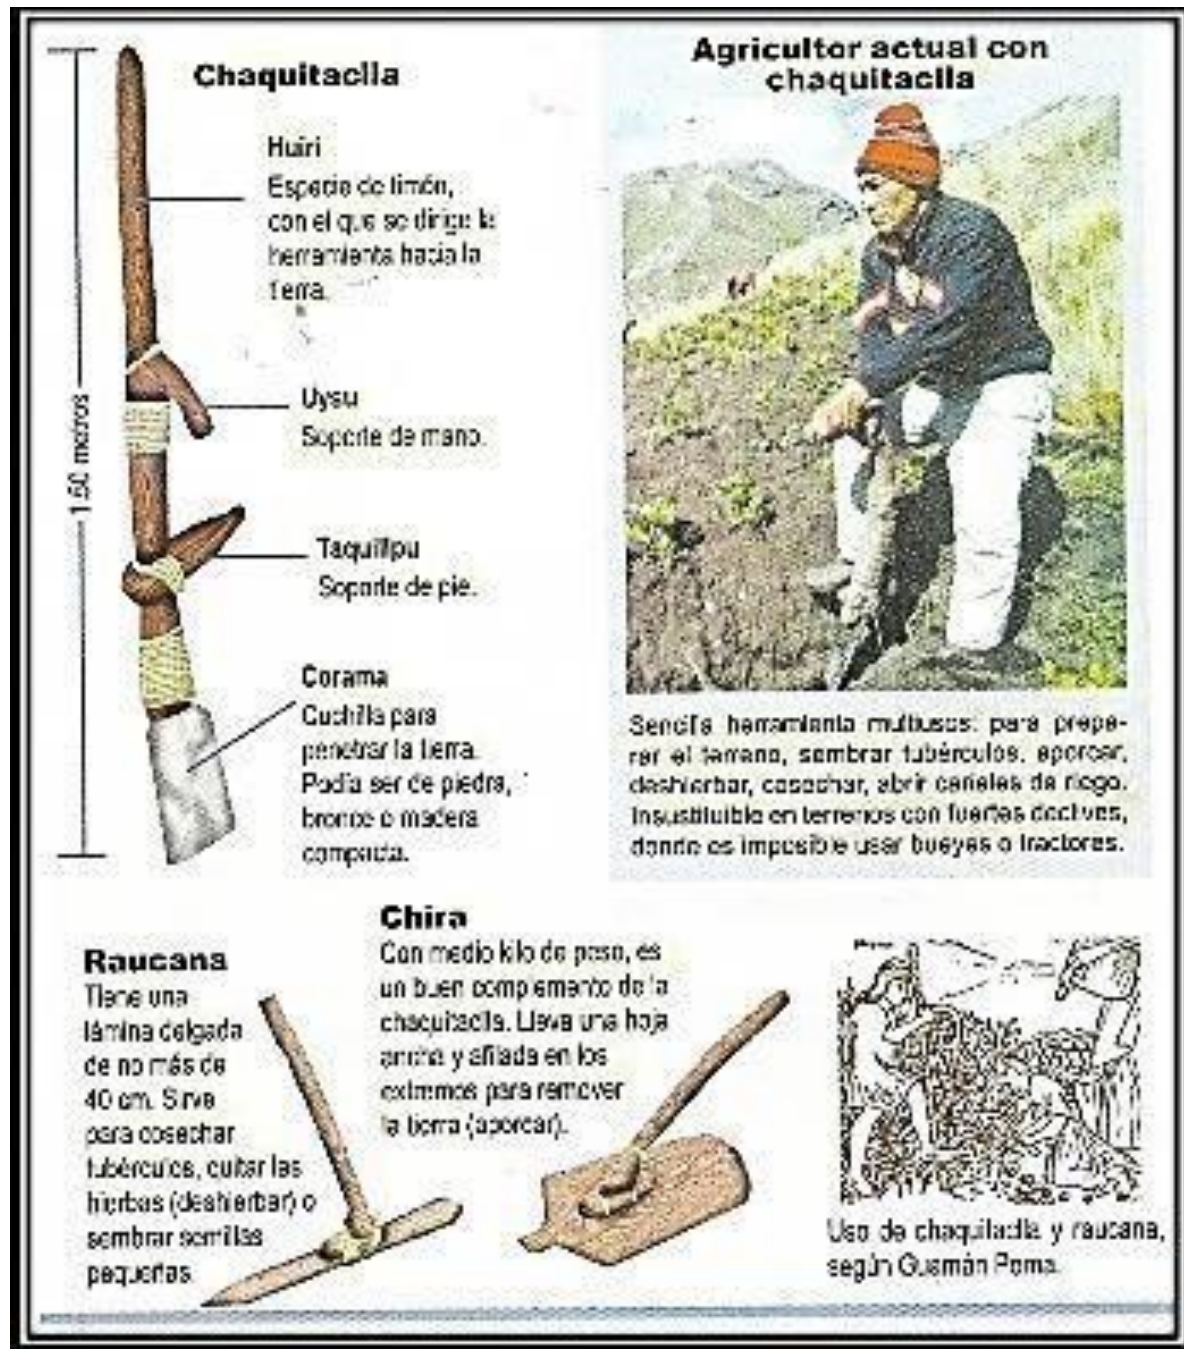 Chaquitaclla
Huiri
Especie de timón,
con el que se dirige la
herramienta hacia la
tierra.
Uysu
Soporte de mano.
1.50 metros
Taquillpu
Soporte de pie.
Corama
Cuchilla para
penetrar la tierra.
Podía ser de piedra,
bronce o madera
compacta.
Agricultor actual con
chaquitaclla
Sencilla herramienta multiusos: para prepa-
rar el terreno, sembrar tubérculos, aporcar,
deshierbar, cosechar, abrir canales de riego.
Insustituible en terrenos con fuertes declives,
donde es imposible usar bueyes o tractores.
Raucana
Tiene una
lámina delgada
de no más de
40 cm. Sirve
para cosechar
tubérculos, quitar las
hierbas (deshierbar) o
sembrar semillas
pequeñas.
Chira
Con medio kilo de peso, es
un buen complemento de la
chaquitaclla. Lleva una hoja
ancha y afilada en los
extremos para remover
la tierra (aporcar).
Uso de chaquitaclla y raucana,
según Guamán Poma.